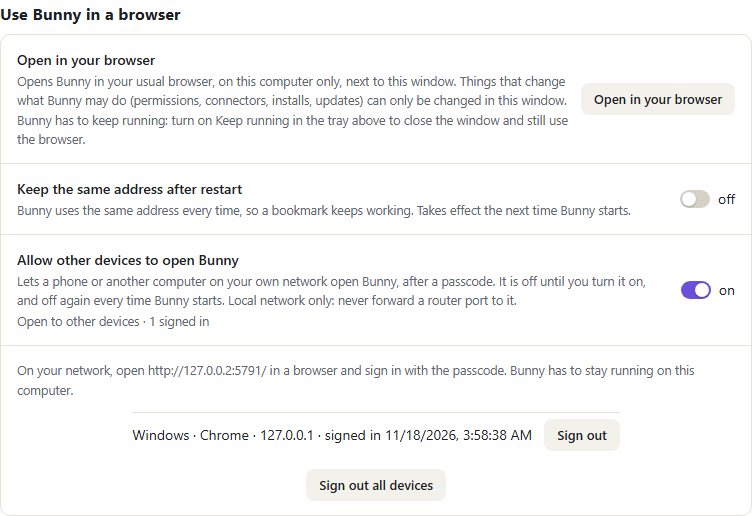 Use Bunny in a browser
Open in your browser
Opens Bunny in your usual browser, on this computer only, next to this window. Things that change
what Bunny may do (permissions, connectors, installs, updates) can only be changed in this window.
Bunny has to keep running: turn on Keep running in the tray above to close the window and still use
the browser.
Open in your browser
Keep the same address after restart
Bunny uses the same address every time, so a bookmark keeps working. Takes effect the next time Bunny starts.
off
Allow other devices to open Bunny
Lets a phone or another computer on your own network open Bunny, after a passcode. It is off until you turn it on,
and off again every time Bunny starts. Local network only: never forward a router port to it.
Open to other devices · 1 signed in
on
On your network, open http://127.0.0.2:5791/ in a browser and sign in with the passcode. Bunny has to stay running on this
computer.
Windows · Chrome · 127.0.0.1 · signed in 11/18/2026, 3:58:38 AM
Sign out
Sign out all devices